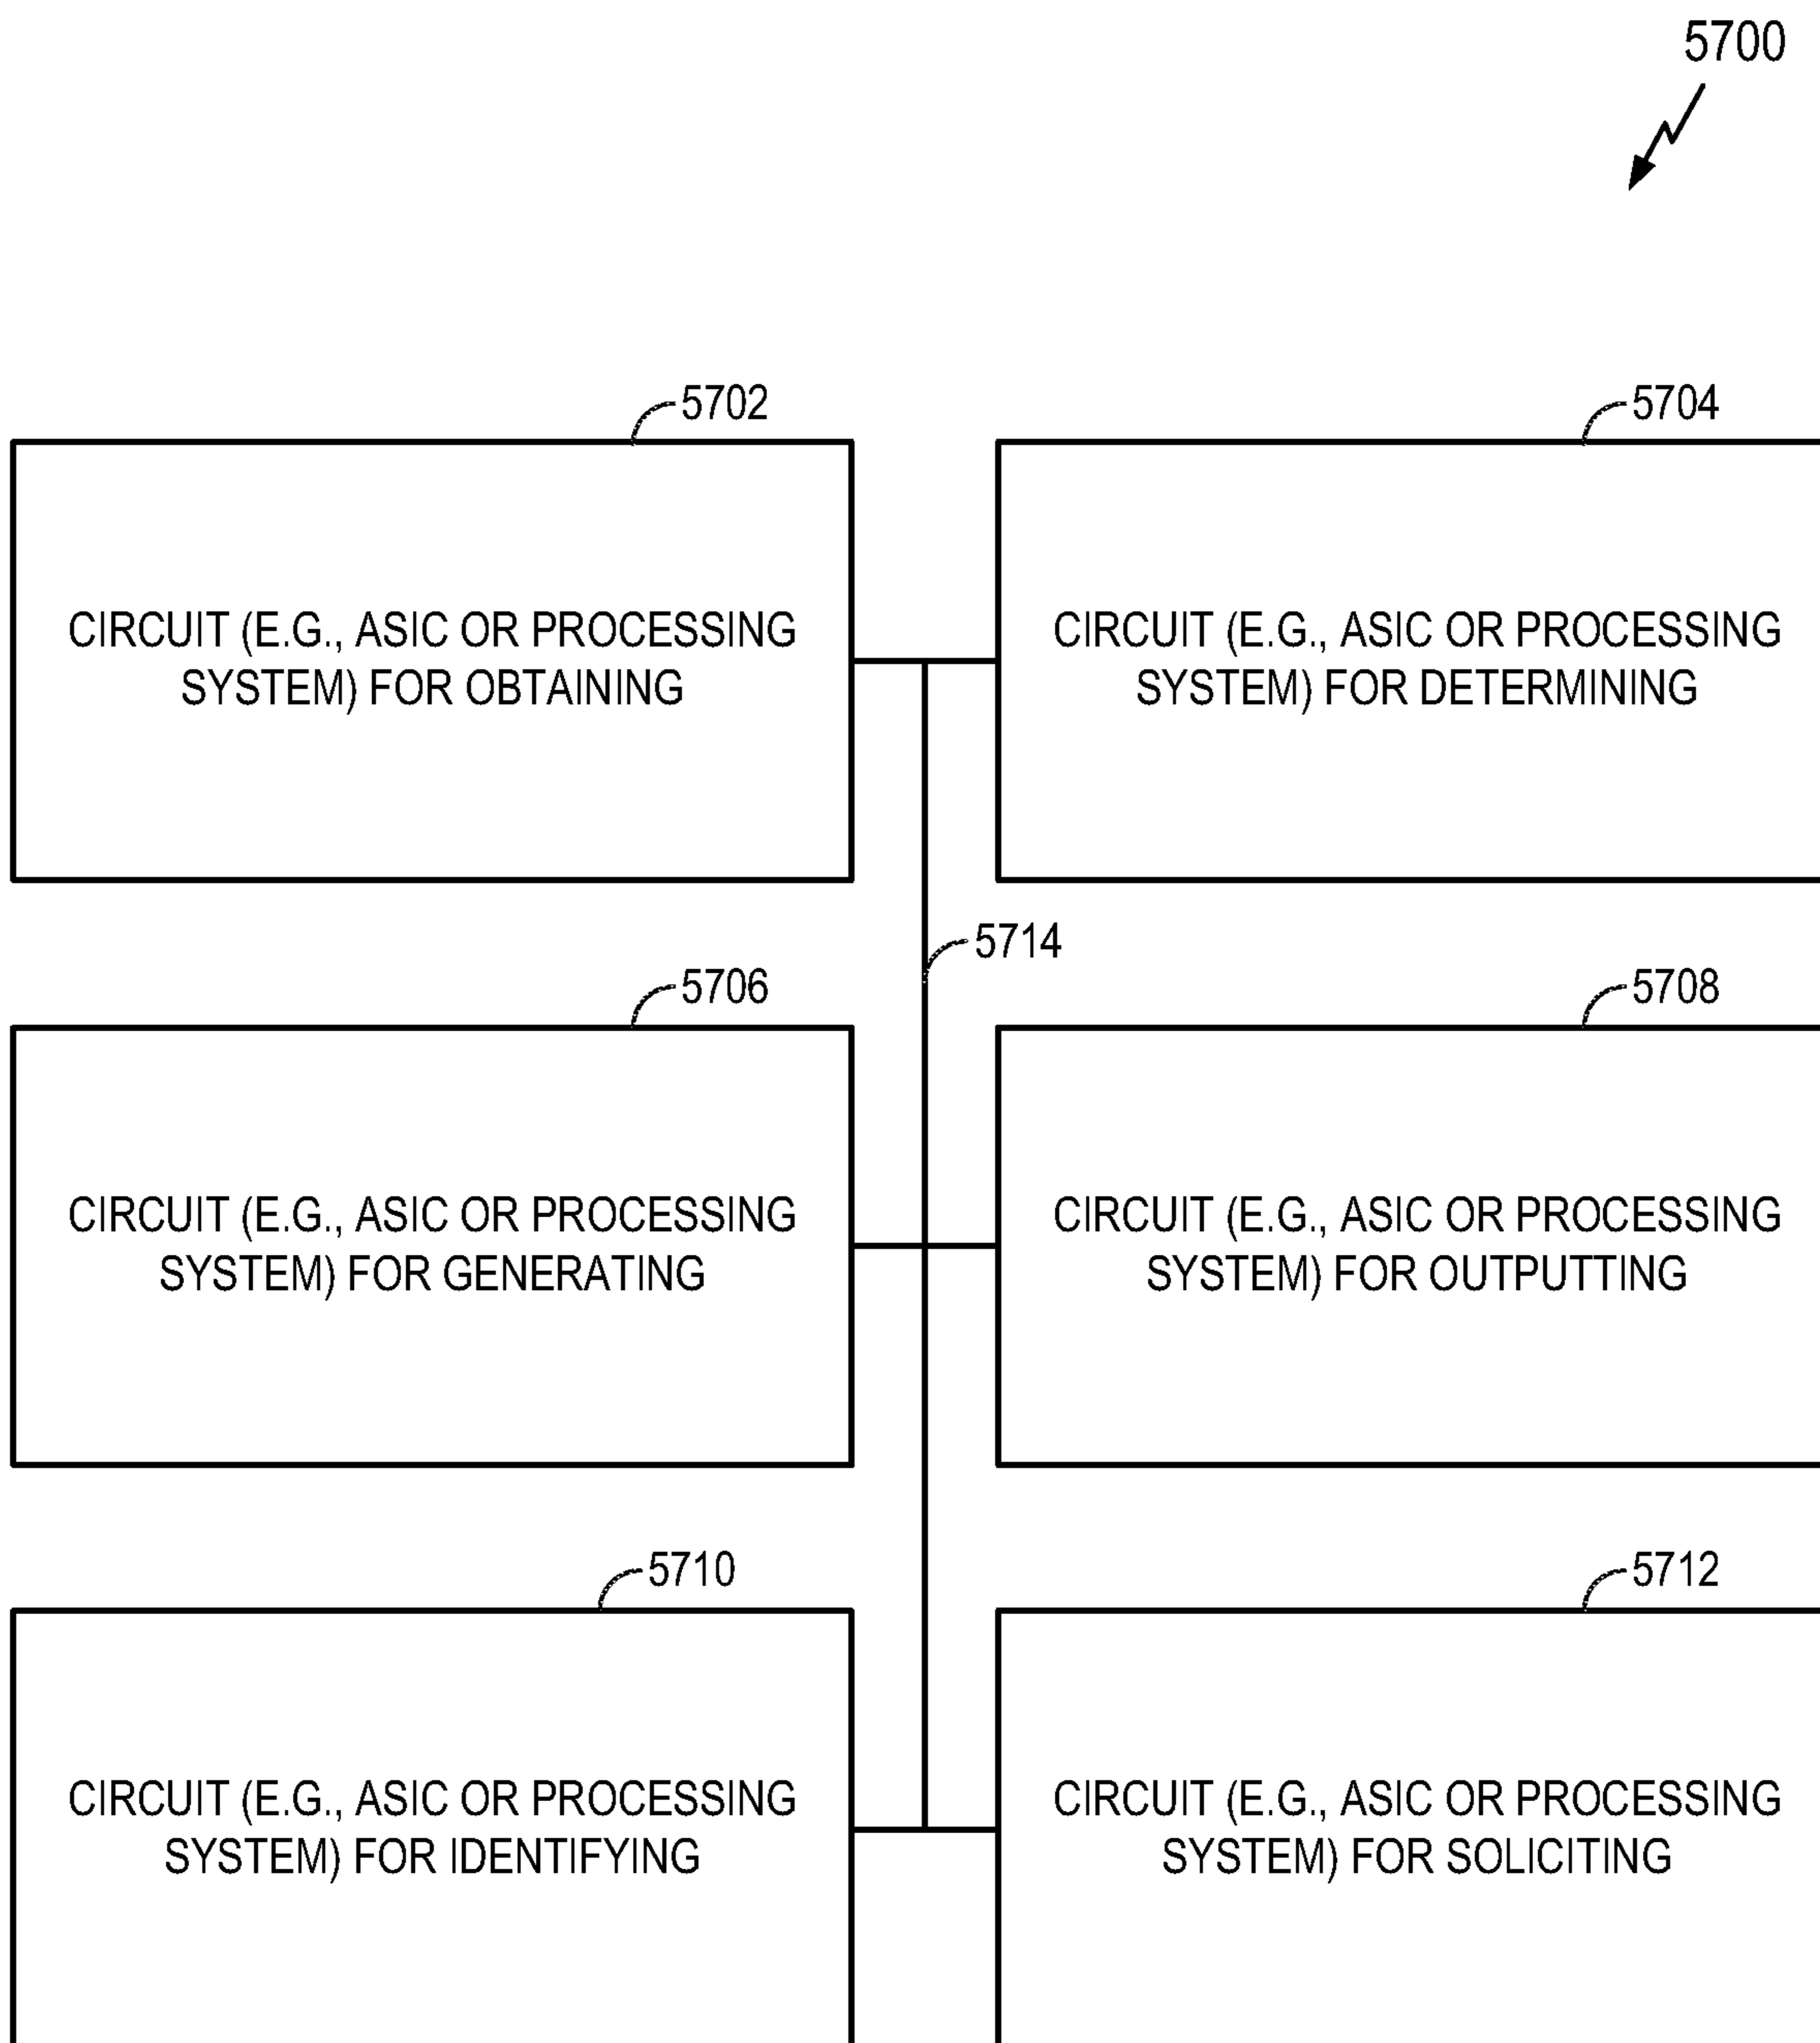 5700
5702
5704
CIRCUIT (E.G., ASIC OR PROCESSING
SYSTEM) FOR OBTAINING
CIRCUIT (E.G., ASIC OR PROCESSING
SYSTEM) FOR DETERMINING
5714
5706
5708
CIRCUIT (E.G., ASIC OR PROCESSING
SYSTEM) FOR GENERATING
CIRCUIT (E.G., ASIC OR PROCESSING
SYSTEM) FOR OUTPUTTING
5710
5712
CIRCUIT (E.G., ASIC OR PROCESSING
SYSTEM) FOR IDENTIFYING
CIRCUIT (E.G., ASIC OR PROCESSING
SYSTEM) FOR SOLICITING